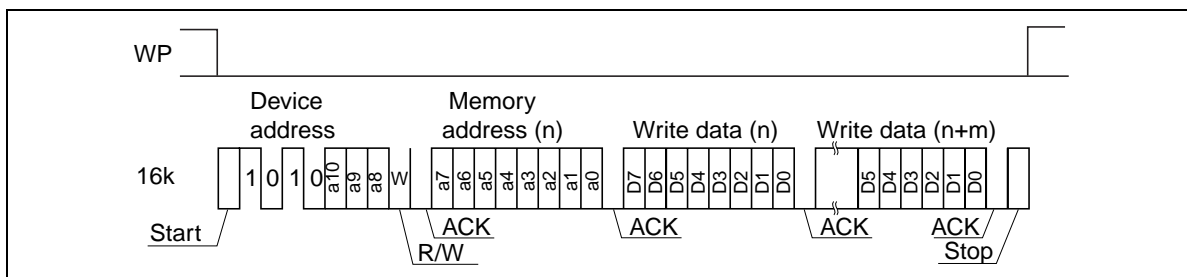 WP
Device Memory
address address (n) Write data (n) Write data (n+m)
16k 1 0 1 0 a10 a9 a8 W a7 a6 a5 a4 a3 a2 a1 a0 D7 D6 D5 D4 D3 D2 D1 D0 D5 D4 D3 D2 D1 D0
Start ACK ACK ACK ACK
R/W Stop